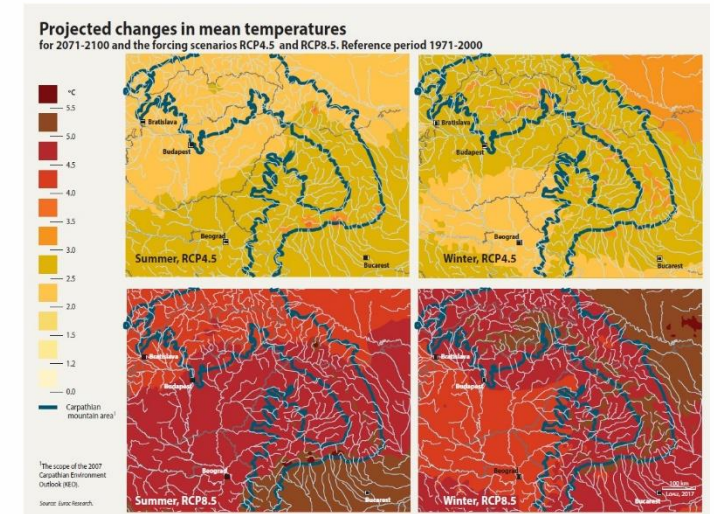 Projected changes in mean temperatures
for 2071-2100 and the forcing scenarios RCP4.5 and RCP8.5. Reference period 1971-2000
°C
5.5
5.0
4.5
4.0
3.5
3.0
2.5
2.0
1.5
1.2
0.0
Carpathian
mountain area¹
¹The scope of the 2007
Carpathian Environment
Outlook (KEO).
Source: Eurac Research.
Bratislava
Budapest
Beograd
Bucarest
Summer, RCP4.5
Bratislava
Budapest
Beograd
Bucarest
Winter, RCP4.5
Bratislava
Budapest
Beograd
Bucarest
Summer, RCP8.5
Bratislava
Budapest
Beograd
Bucarest
Winter, RCP8.5
100 km
2017